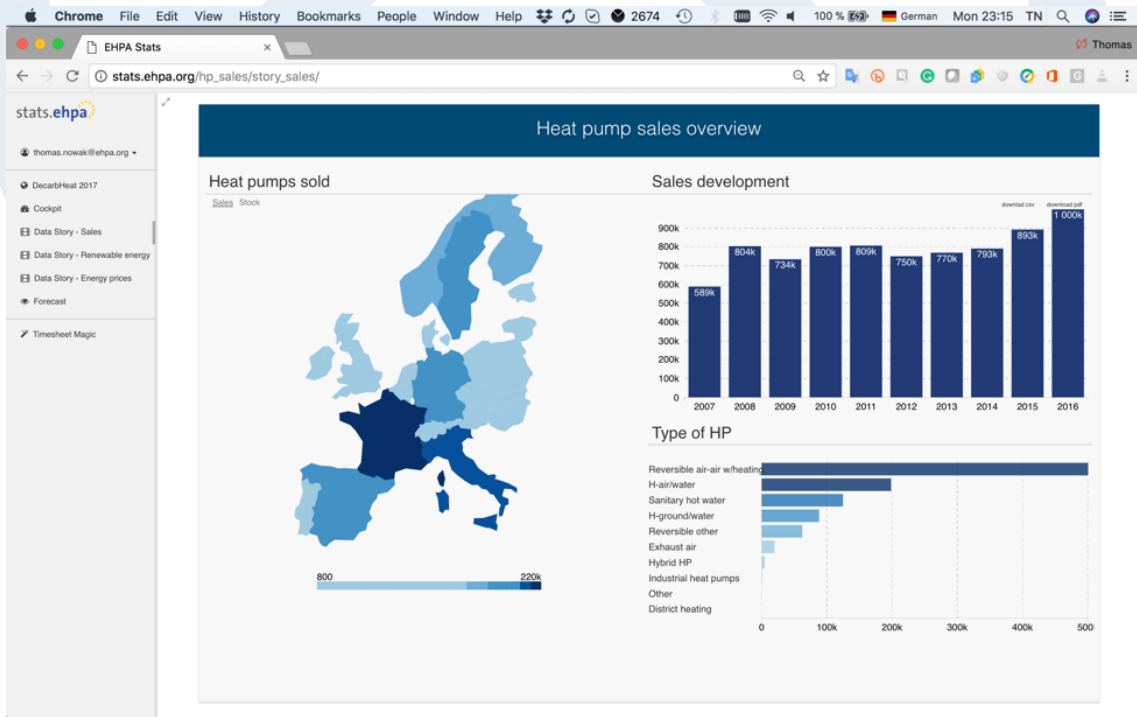 Chrome File Edit View History Bookmarks People Window Help 2674 100 % German Mon 23:15 TN
EHPA Stats × Thomas
stats.ehpa.org/hp_sales/story_sales/
stats.ehpa
thomas.nowak@ehpa.org
DecarbHeat 2017
Cockpit
Data Story - Sales
Data Story - Renewable energy
Data Story - Energy prices
Forecast
Timesheet Magic
Heat pump sales overview
Heat pumps sold
Sales Stock
800 220k
Sales development
downlad csv download pdf
1 000k
900k
893k
800k
804k
800k
809k
793k
770k
750k
734k
700k
600k
589k
500k
400k
300k
200k
100k
0
2007 2008 2009 2010 2011 2012 2013 2014 2015 2016
Type of HP
Reversible air-air w/heating
H-air/water
Sanitary hot water
H-ground/water
Reversible other
Exhaust air
Hybrid HP
Industrial heat pumps
Other
District heating
0 100k 200k 300k 400k 500